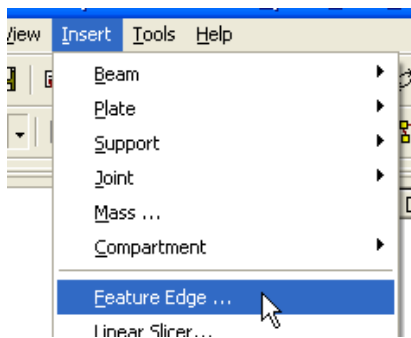 View Insert Tools Help
Beam
Plate
Support
Joint
Mass ...
Compartment
Feature Edge ...
Linear Slicer...